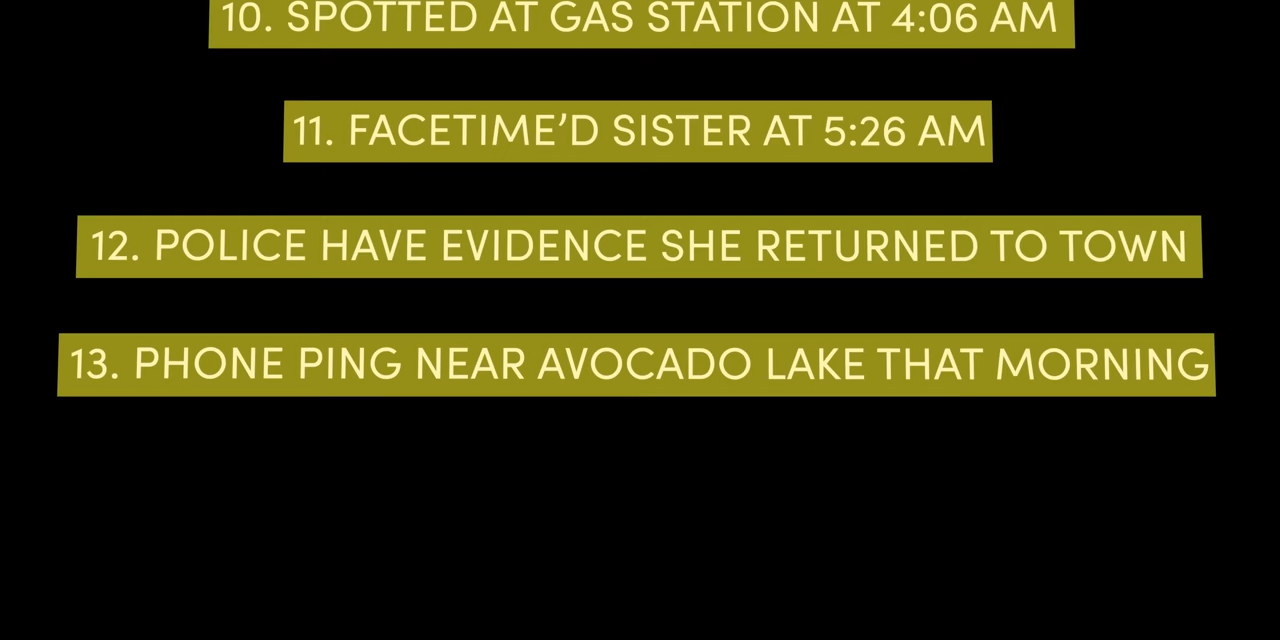 10. SPOTTED AT GAS STATION AT 4:06 AM
11. FACETIME’D SISTER AT 5:26 AM
12. POLICE HAVE EVIDENCE SHE RETURNED TO TOWN
13. PHONE PING NEAR AVOCADO LAKE THAT MORNING